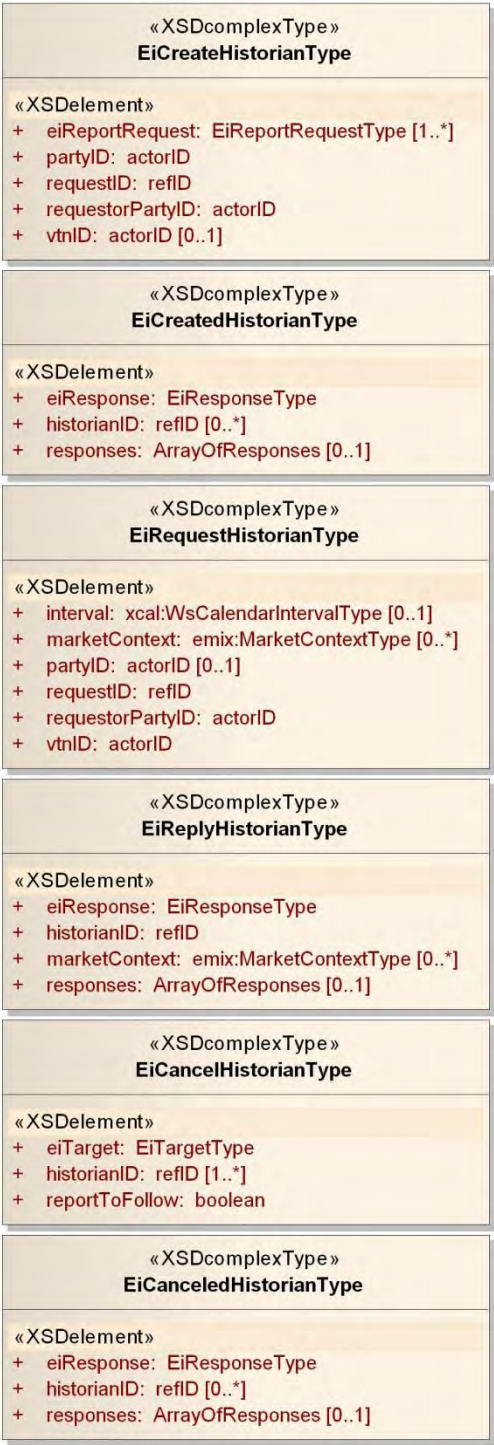 «XSDcomplexType»
EiCreateHistorianType
«XSDelement»
+ eiReportRequest: EiReportRequestType [1..*]
+ partyID: actorID
+ requestID: refID
+ requestorPartyID: actorID
+ vtnID: actorID [0..1]
«XSDcomplexType»
EiCreatedHistorianType
«XSDelement»
+ eiResponse: EiResponseType
+ historianID: refID [0..*]
+ responses: ArrayOfResponses [0..1]
«XSDcomplexType»
EiRequestHistorianType
«XSDelement»
+ interval: xcal:WsCalendarIntervalType [0..1]
+ marketContext: emix:MarketContextType [0..*]
+ partyID: actorID [0..1]
+ requestID: refID
+ requestorPartyID: actorID
+ vtnID: actorID
«XSDcomplexType»
EiReplyHistorianType
«XSDelement»
+ eiResponse: EiResponseType
+ historianID: refID
+ marketContext: emix:MarketContextType [0..*]
+ responses: ArrayOfResponses [0..1]
«XSDcomplexType»
EiCancelHistorianType
«XSDelement»
+ eiTarget: EiTargetType
+ historianID: refID [1..*]
+ reportToFollow: boolean
«XSDcomplexType»
EiCanceledHistorianType
«XSDelement»
+ eiResponse: EiResponseType
+ historianID: refID [0..*]
+ responses: ArrayOfResponses [0..1]